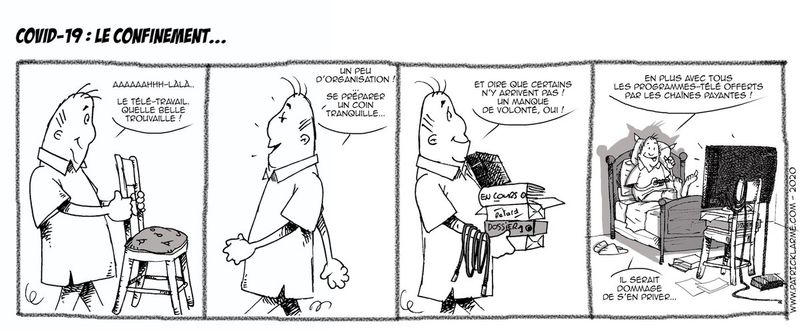 COVID-19 : LE CONFINEMENT...
AAAAAAHHH-LÀLÀ..
LE TÉLÉ-TRAVAIL.
QUELLE BELLE
TROUVAILLE !
UN PEU
D'ORGANISATION !
...
SE PRÉPARER
UN COIN
TRANQUILLE...
ET DIRE QUE CERTAINS
N'Y ARRIVENT PAS !
UN MANQUE
DE VOLONTÉ, OUI !
EN COURS
Retard
DOSSIER
EN PLUS AVEC TOUS
LES PROGRAMMES-TÉLÉ OFFERTS
PAR LES CHAÎNES PAYANTES !
IL SERAIT
DOMMAGE
DE S'EN PRIVER...
WWW.PATRICKLARME.COM - 2020